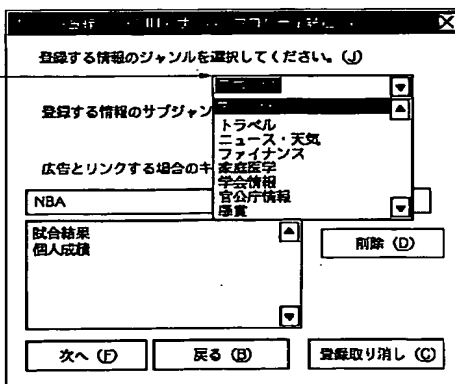 登録する情報のジャンルを選択してください。(J)
登録する情報のサブジャン
トラベル
ニュース・天気
ファイナンス
家庭医学
学会情報
官公庁情報
懸賞
広告とリンクする場合のキ
NBA
試合結果
個人成績
削除 (D)
次へ (F)
戻る (B)
登録取り消し (C)